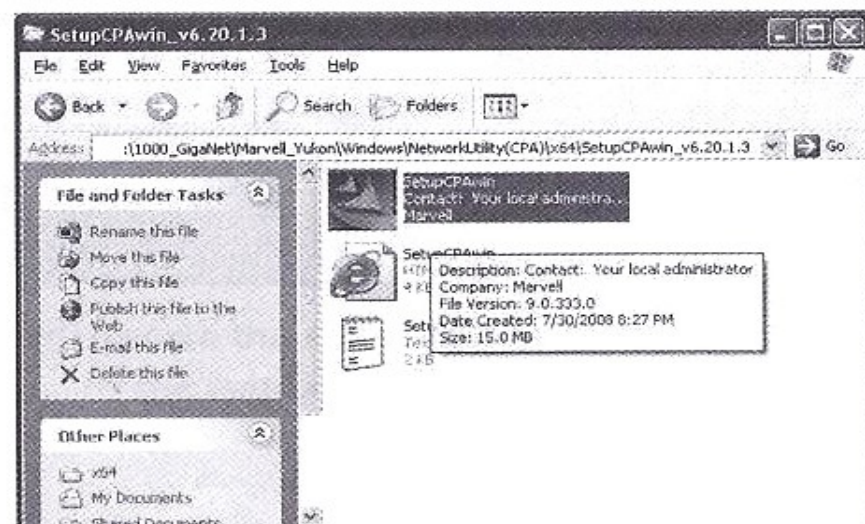 SetupCPAwin_v6.20.1.3
File Edit View Favorites Tools Help
Back Search Folders
Address :\1000_GigaNet\Marvell_Yukon\Windows\NetworkUtility(CPA)\x64\SetupCPAwin_v6.20.1.3 Go
File and Folder Tasks
Rename this file
Move this file
Copy this file
Publish this file to the
Web
E-mail this file
Delete this file
Other Places
x64
My Documents
Shared Documents
SetupCPAwin
Contact: Your local administra...
Marvell
SetupCPAwin
Description: Contact: Your local administrator
Company: Marvell
File Version: 9.0.333.0
Date Created: 7/30/2008 8:27 PM
Size: 15.0 MB
2 KB